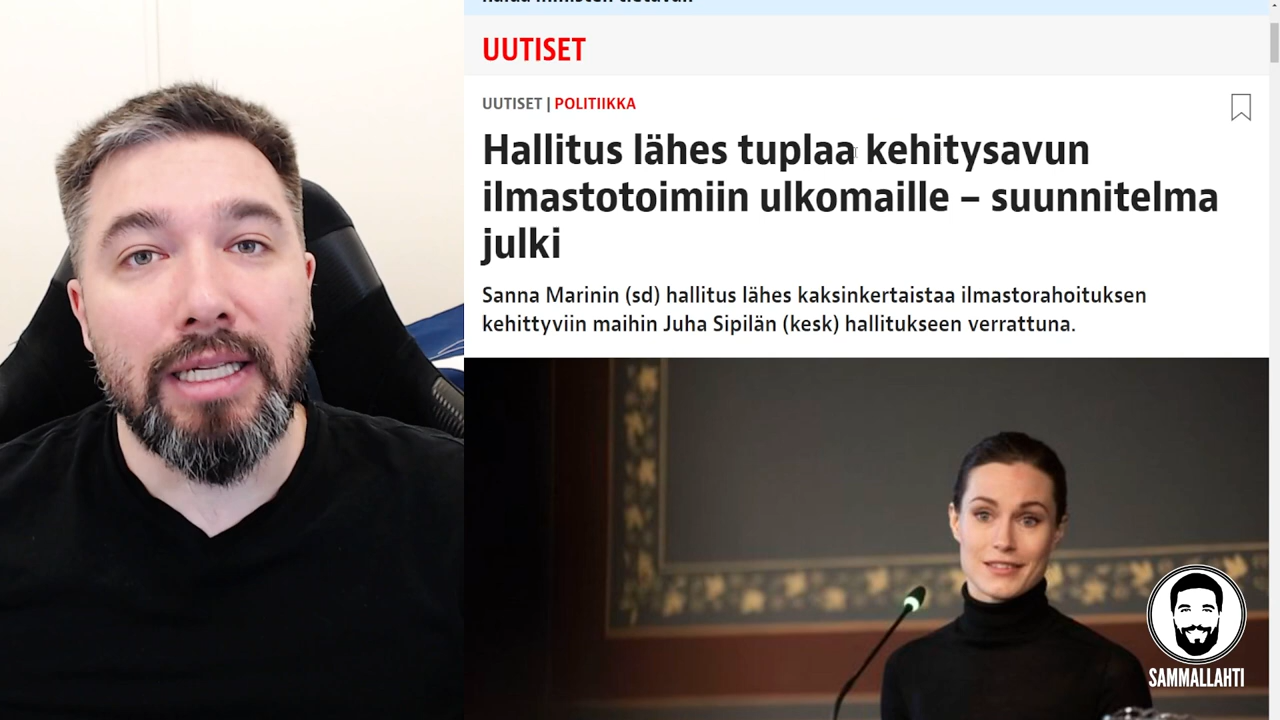 UUTISET
UUTISET | POLITIIKKA
Hallitus lähes tuplaa kehitysavun
ilmastotoimiin ulkomaille – suunnitelma
julki
Sanna Marinin (sd) hallitus lähes kaksinkertaistaa ilmastorahoituksen
kehittyviin maihin Juha Sipilän (kesk) hallitukseen verrattuna.
SAMMALLAHTI